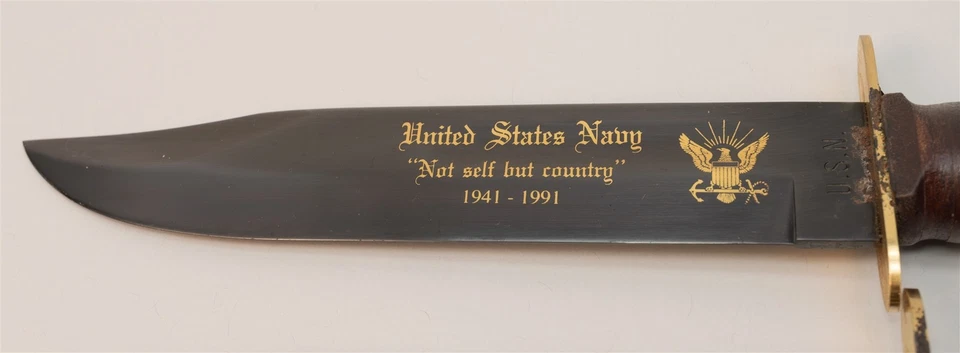 United States Navy
"Not self but country"
1941 - 1991
U.S.N